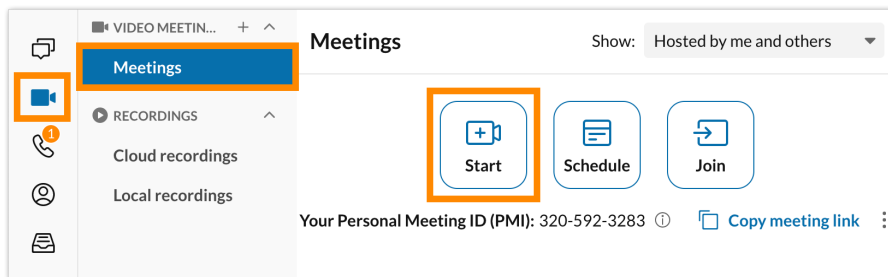 VIDEO MEETIN...
Meetings
RECORDINGS
Cloud recordings
Local recordings
1
Meetings
Show: Hosted by me and others
Start
Schedule
Join
Your Personal Meeting ID (PMI): 320-592-3283
Copy meeting link